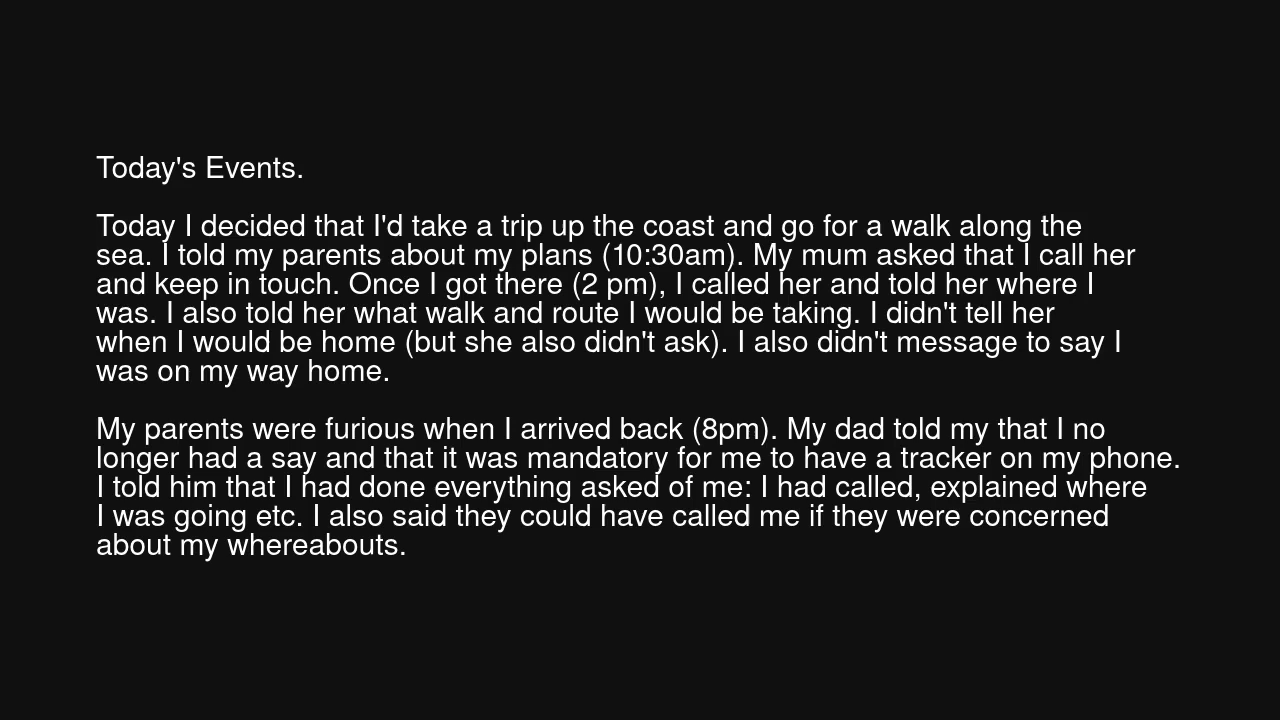 Today's Events.
Today I decided that I'd take a trip up the coast and go for a walk along the
sea. I told my parents about my plans (10:30am). My mum asked that I call her
and keep in touch. Once I got there (2 pm), I called her and told her where I
was. I also told her what walk and route I would be taking. I didn't tell her
when I would be home (but she also didn't ask). I also didn't message to say I
was on my way home.
My parents were furious when I arrived back (8pm). My dad told my that I no
longer had a say and that it was mandatory for me to have a tracker on my phone.
I told him that I had done everything asked of me: I had called, explained where
I was going etc. I also said they could have called me if they were concerned
about my whereabouts.